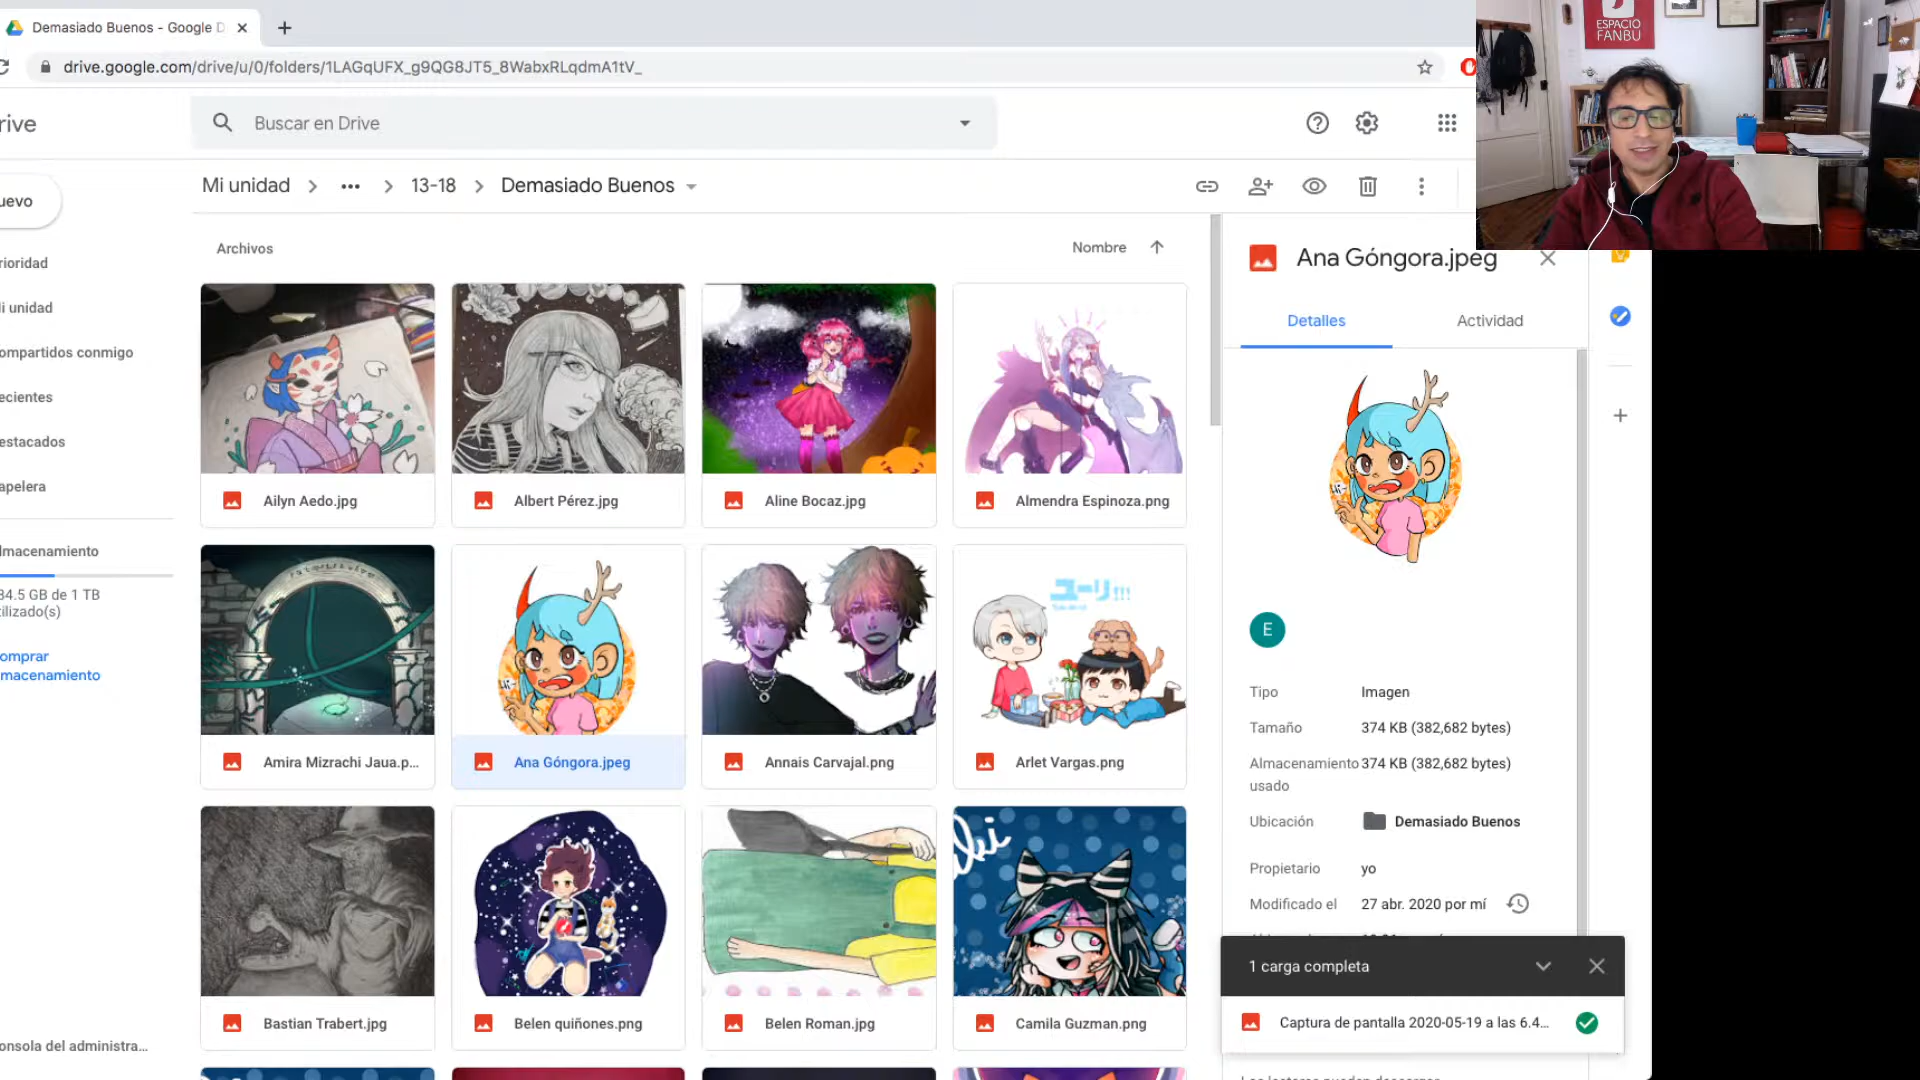 Demasiado Buenos - Google D
drive.google.com/drive/u/0/folders/1LAGqUFX_g9QG8JT5_8WabxRLqdmA1tV_
rive
Buscar en Drive
ESPACIO
FANBU
uevo
Mi unidad
13-18
Demasiado Buenos
Archivos
Nombre
rioridad
i unidad
ompartidos conmigo
ecientes
estacados
apelera
lmacenamiento
34.5 GB de 1 TB
tilizado(s)
omprar
macenamiento
onsola del administra...
Ailyn Aedo.jpg
Albert Pérez.jpg
Aline Bocaz.jpg
Almendra Espinoza.png
Hi~
ユーリ!!!
Amira Mizrachi Jaua.p...
Ana Góngora.jpeg
Annais Carvajal.png
Arlet Vargas.png
Bastian Trabert.jpg
Belen quiñones.png
Belen Roman.jpg
Camila Guzman.png
Ana Góngora.jpeg
Detalles
Actividad
Hi~
E
Tipo
Imagen
Tamaño
374 KB (382,682 bytes)
Almacenamiento usado
374 KB (382,682 bytes)
Ubicación
Demasiado Buenos
Propietario
yo
Modificado el
27 abr. 2020 por mí
1 carga completa
Captura de pantalla 2020-05-19 a las 6.4...